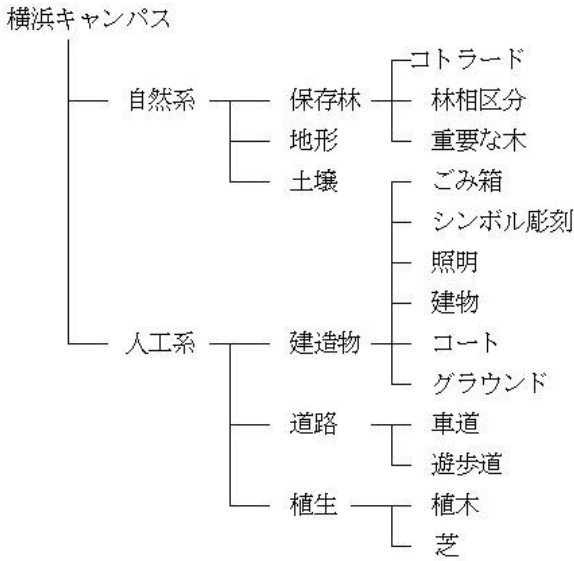 横浜キャンパス
コトラード
自然系 保存林 林相区分
地形 重要な木
土壌 ごみ箱
シンボル彫刻
照明
建物
人工系 建造物 コート
グラウンド
道路 車道
遊歩道
植生 植木
芝